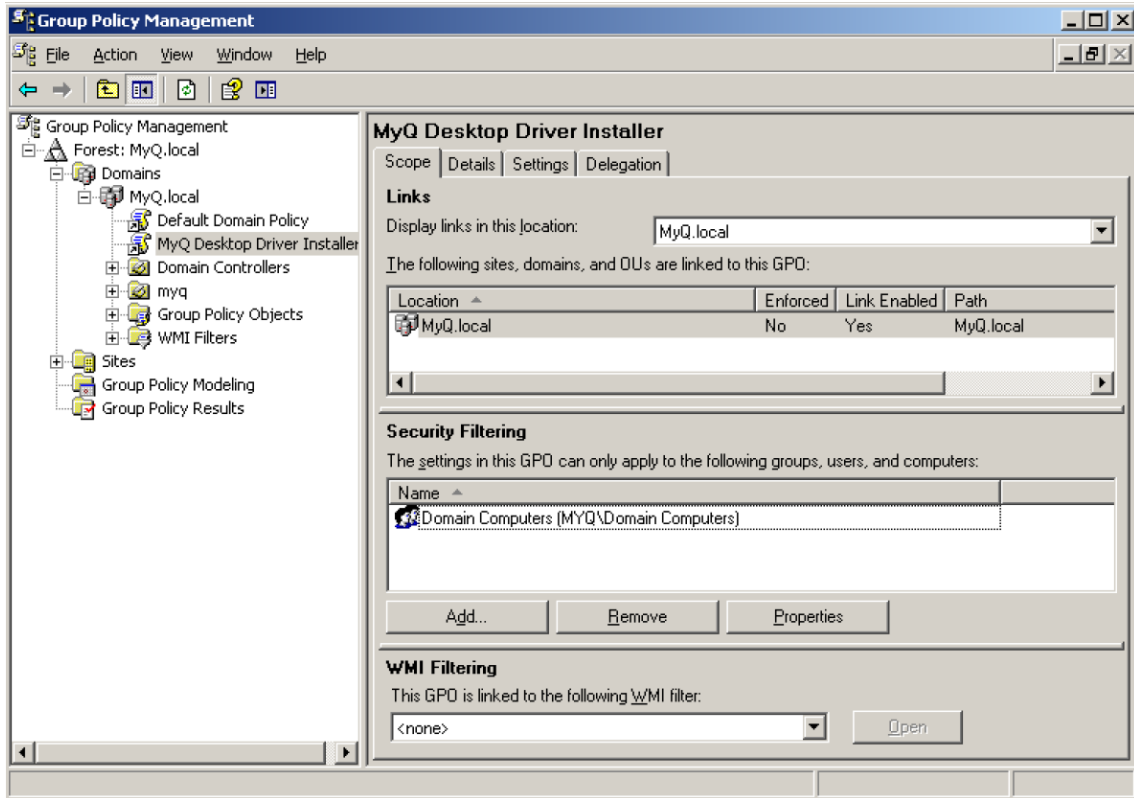 Group Policy Management
File Action View Window Help
Group Policy Management
Forest: MyQ.local
Domains
MyQ.local
Default Domain Policy
MyQ Desktop Driver Installer
Domain Controllers
myq
Group Policy Objects
WMI Filters
Sites
Group Policy Modeling
Group Policy Results
MyQ Desktop Driver Installer
Scope Details Settings Delegation
Links
Display links in this location: MyQ.local
The following sites, domains, and OUs are linked to this GPO:
Location Enforced Link Enabled Path
MyQ.local No Yes MyQ.local
Security Filtering
The settings in this GPO can only apply to the following groups, users, and computers:
Name
Domain Computers (MYQ\Domain Computers)
Add... Remove Properties
WMI Filtering
This GPO is linked to the following WMI filter:
<none> Open